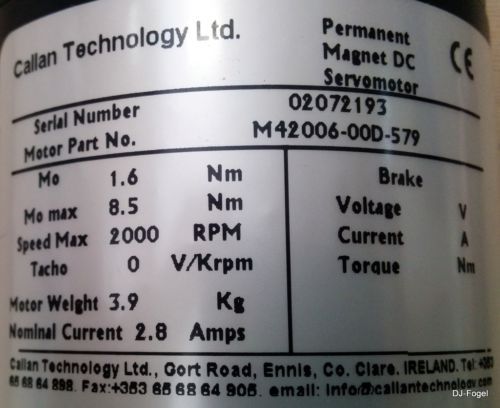 Callan Technology Ltd.
Permanent
Magnet DC
Servomotor
CE
Serial Number 02072193
Motor Part No. M42006-00D-579
Mo 1.6 Nm
Mo max 8.5 Nm
Speed Max 2000 RPM
Tacho 0 V/Krpm
Motor Weight 3.9 Kg
Nominal Current 2.8 Amps
Brake
Voltage V
Current A
Torque Nm
Callan Technology Ltd., Gort Road, Ennis, Co. Clare. IRELAND. Tel: +353
65 68 64 898. Fax:+353 65 68 64 905. email: info@callantechnology.com
DJ-Fogel